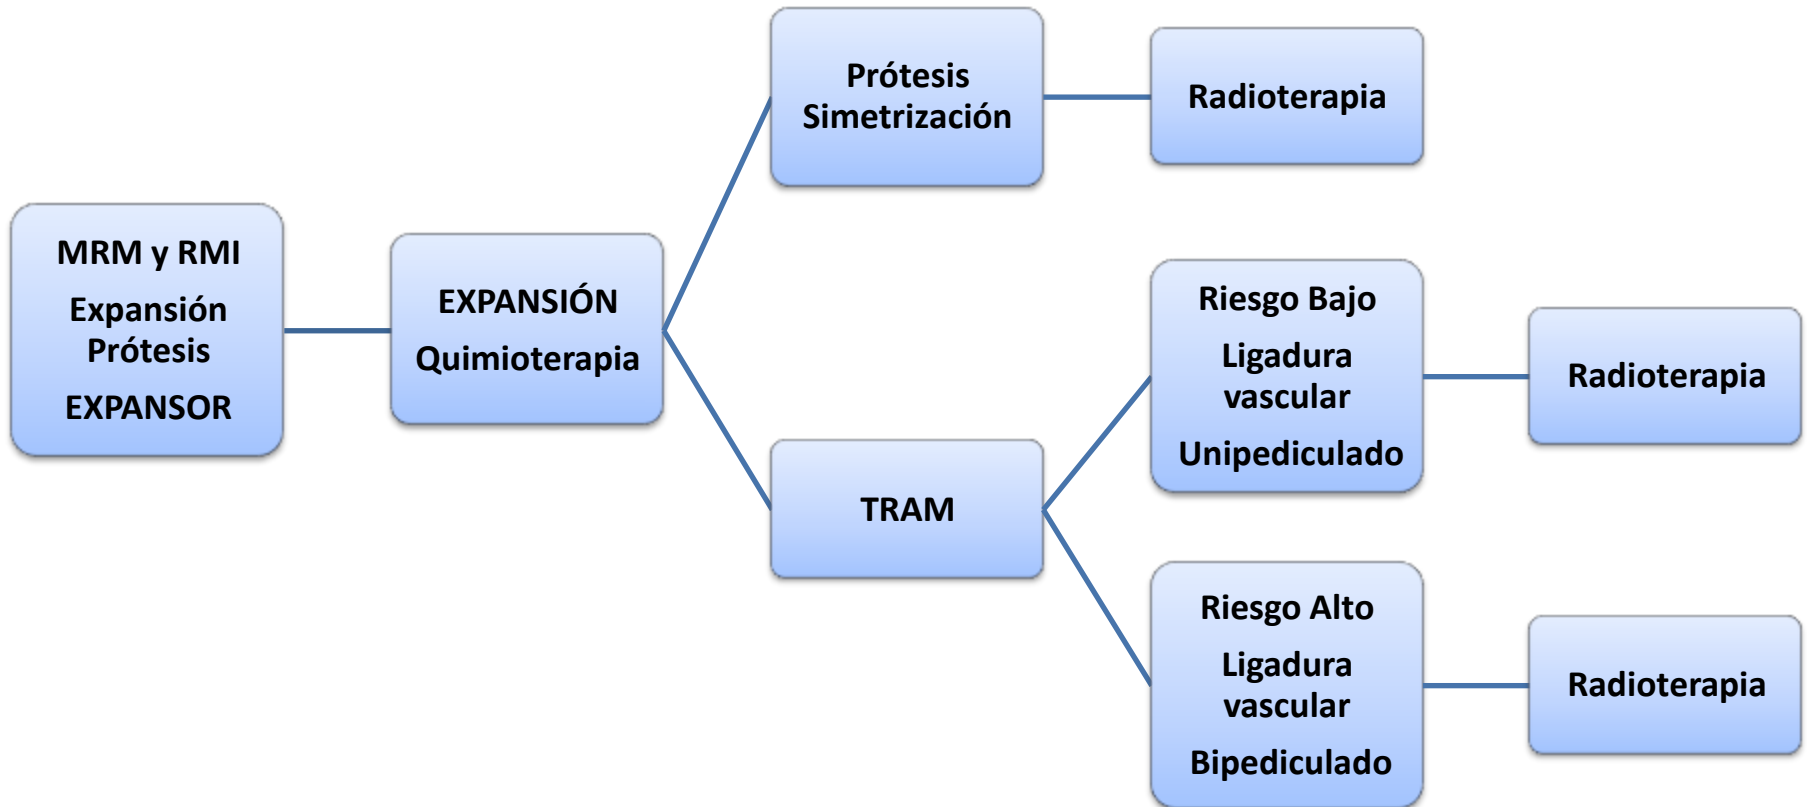 MRM y RMI
Expansión
Prótesis
EXPANSOR
EXPANSIÓN
Quimioterapia
Prótesis
Simetrización
Radioterapia
TRAM
Riesgo Bajo
Ligadura
vascular
Unipediculado
Radioterapia
Riesgo Alto
Ligadura
vascular
Bipediculado
Radioterapia